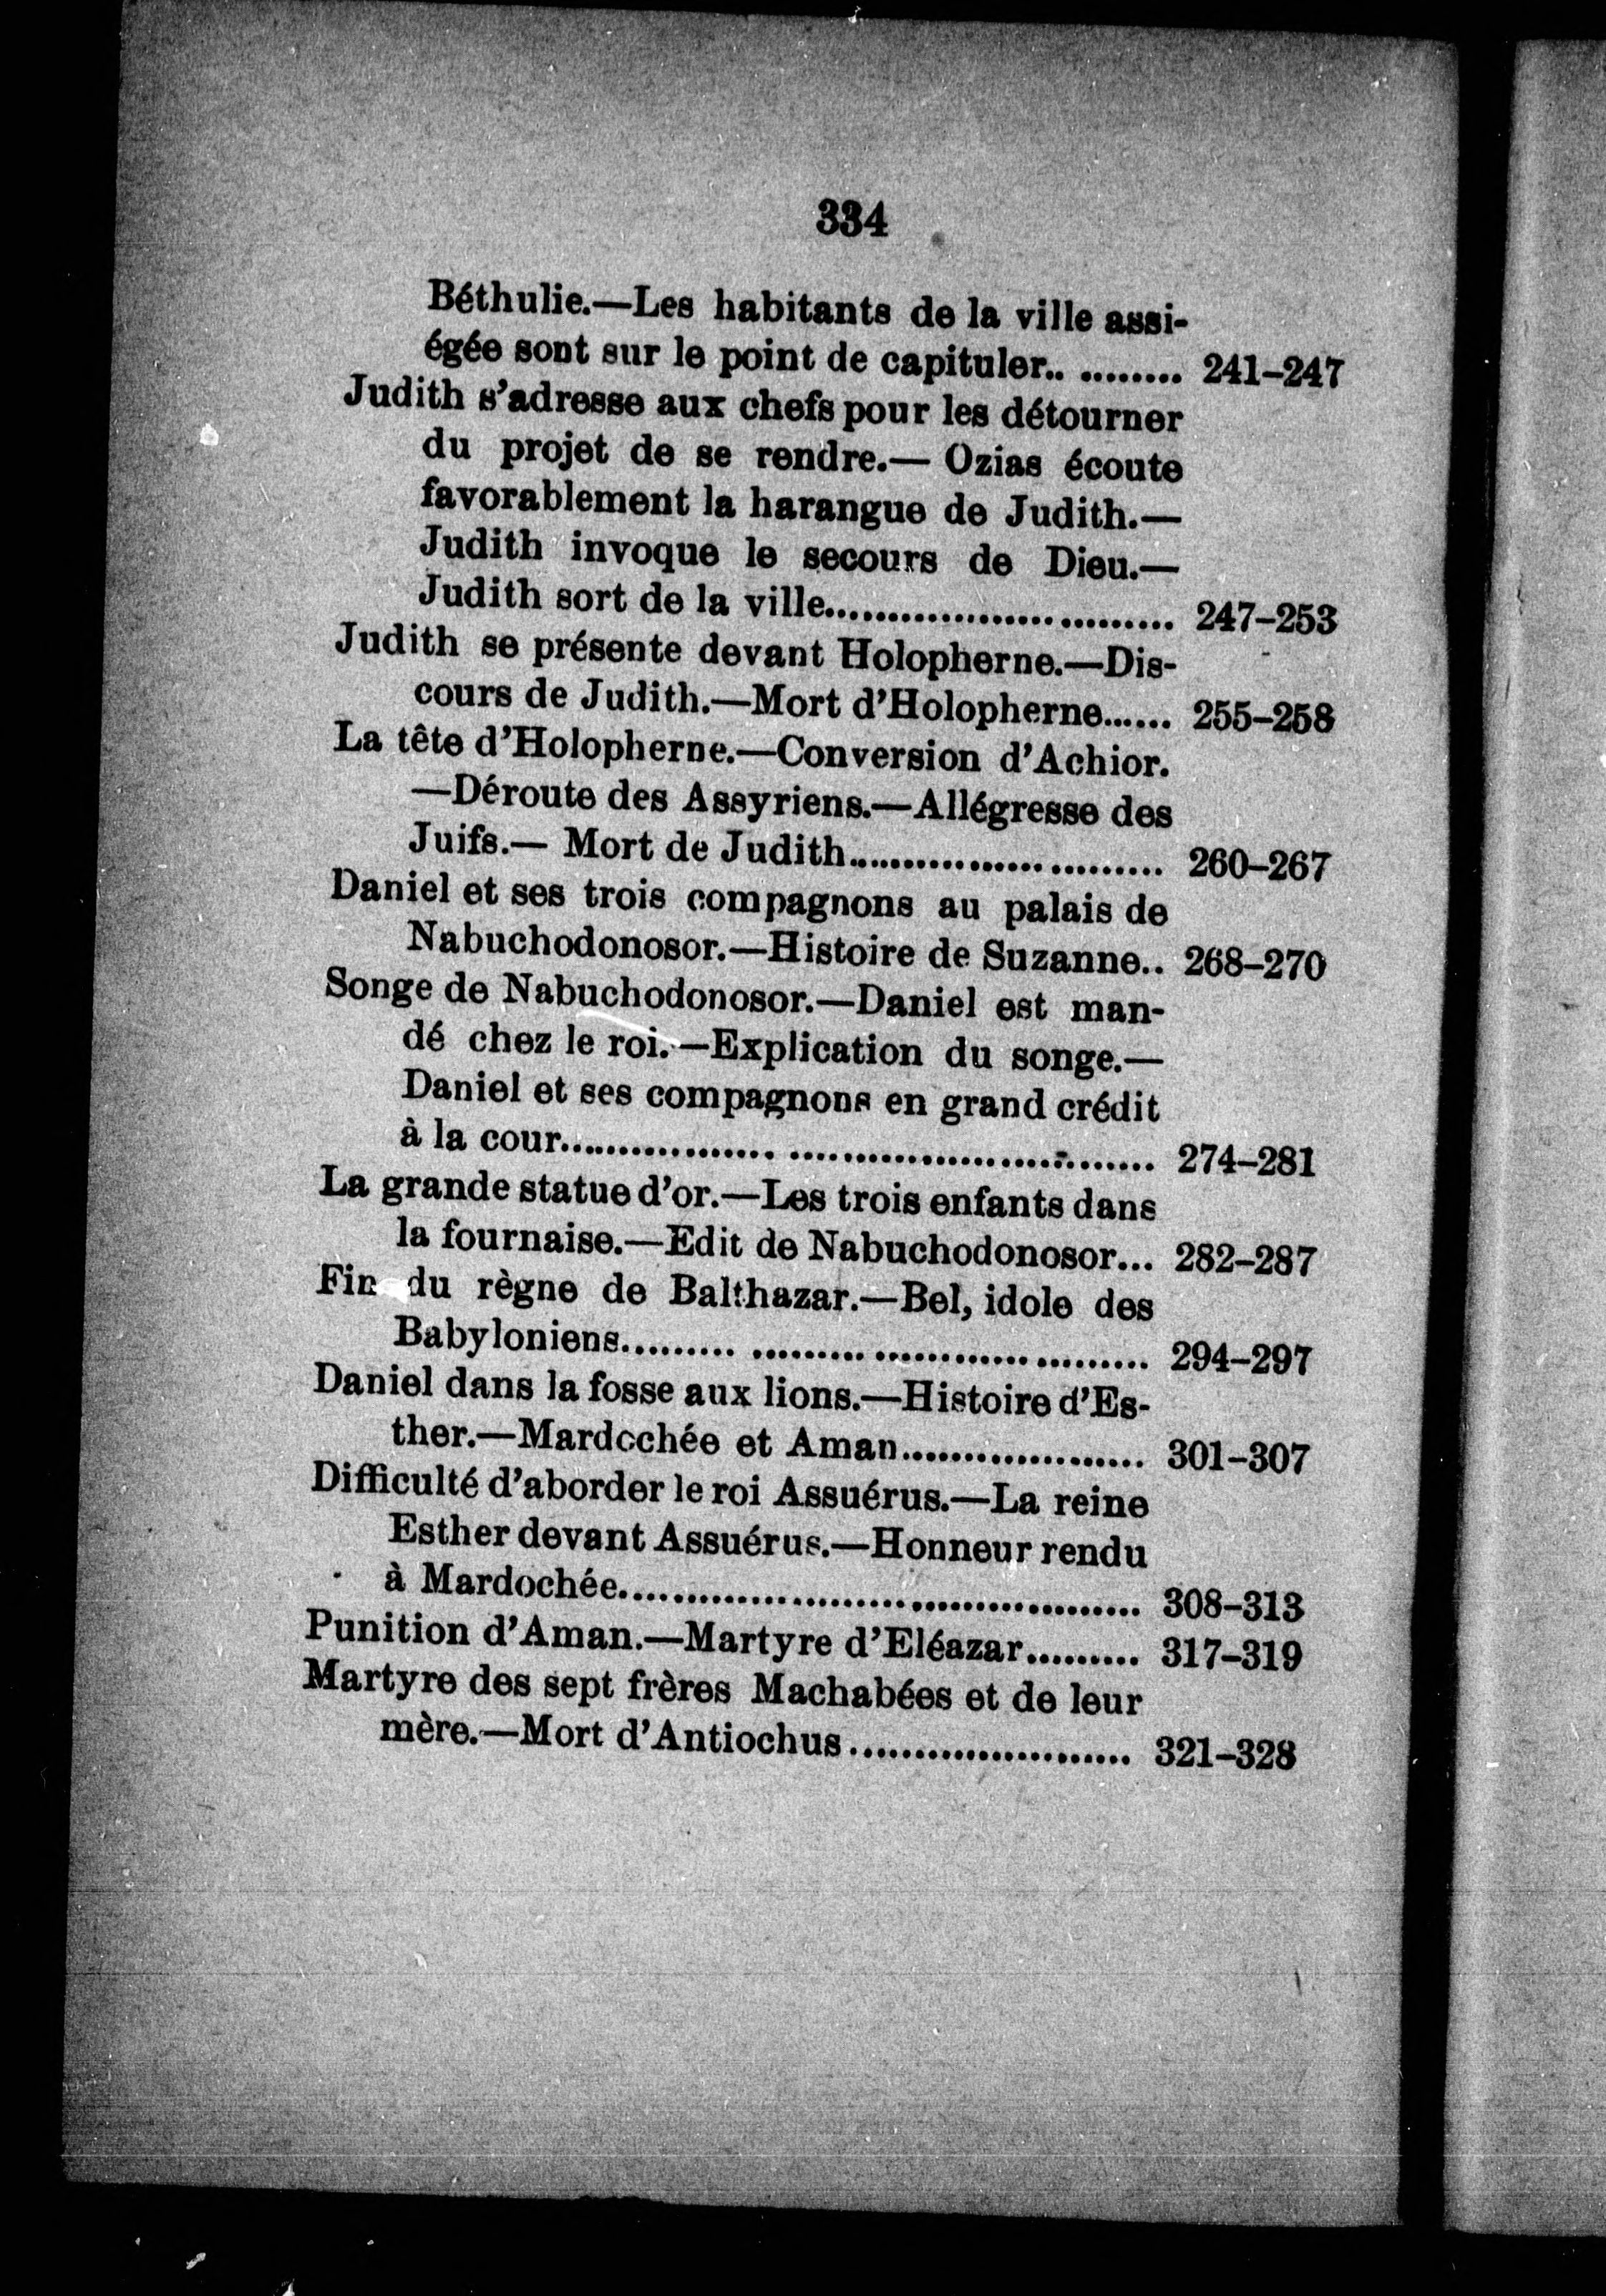 334
Béthulie.—Les habitants de la ville assi-
égée sont sur le point de capituler.. ......... 241–247
Judith s'adresse aux chefs pour les détourner
du projet de se rendre.— Ozias écoute
favorablement la harangue de Judith.—
Judith invoque le secours de Dieu.—
Judith sort de la ville.............................. 247–253
Judith se présente devant Holopherne.—Dis-
cours de Judith.—Mort d'Holopherne...... 255–258
La tête d'Holopherne.—Conversion d'Achior.
—Déroute des Assyriens.—Allégresse des
Juifs.— Mort de Judith........................... 260–267
Daniel et ses trois compagnons au palais de
Nabuchodonosor.—Histoire de Suzanne.. 268–270
Songe de Nabuchodonosor.—Daniel est man-
dé chez le roi.—Explication du songe.—
Daniel et ses compagnons en grand crédit
à la cour.................. ............................... 274–281
La grande statue d'or.—Les trois enfants dans
la fournaise.—Edit de Nabuchodonosor... 282–287
Fin du règne de Balthazar.—Bel, idole des
Babyloniens......... ......... ............. ......... 294–297
Daniel dans la fosse aux lions.—Histoire d'Es-
ther.—Mardochée et Aman.................... 301–307
Difficulté d'aborder le roi Assuérus.—La reine
Esther devant Assuérus.—Honneur rendu
à Mardochée............................................ 308–313
Punition d'Aman.—Martyre d'Eléazar......... 317–319
Martyre des sept frères Machabées et de leur
mère.—Mort d'Antiochus....................... 321–328